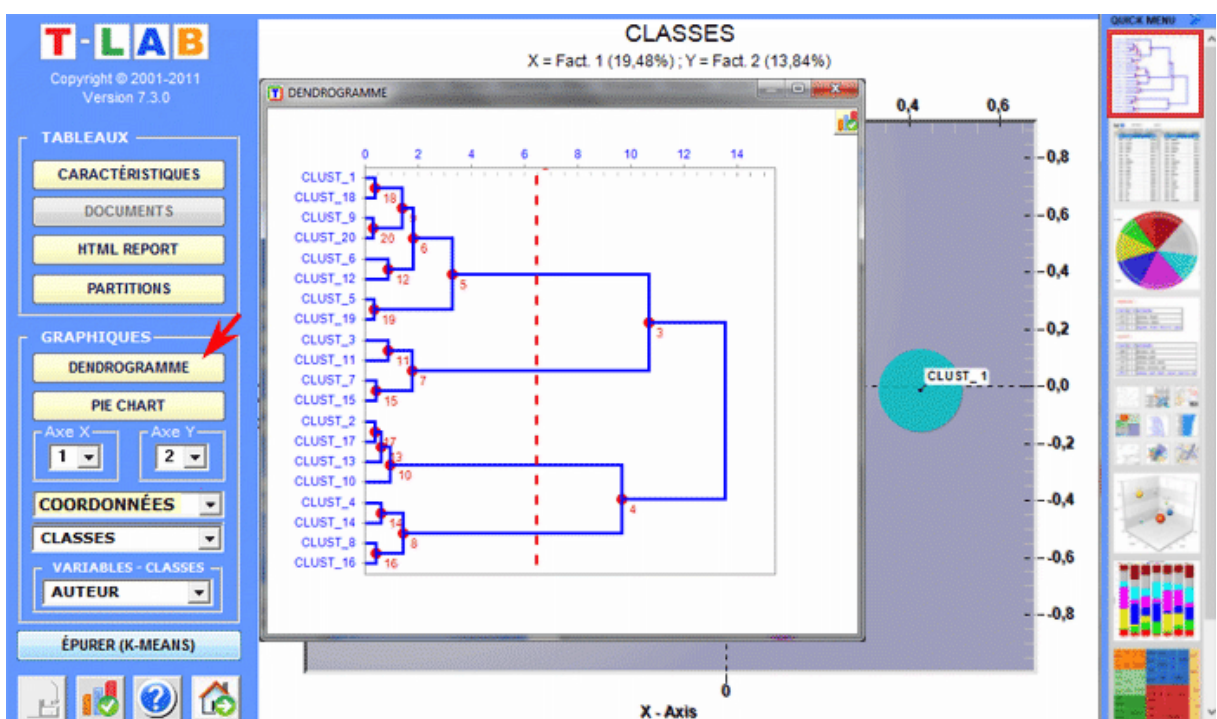 T-LAB
Copyright © 2001-2011
Version 7.3.0
TABLEAUX
CARACTÉRISTIQUES
DOCUMENTS
HTML REPORT
PARTITIONS
GRAPHIQUES
DENDROGRAMME
PIE CHART
Axe X
Axe Y
1
2
COORDONNÉES
CLASSES
VARIABLES - CLASSES
AUTEUR
ÉPURER (K-MEANS)
CLASSES
X = Fact. 1 (19,48%) ; Y = Fact. 2 (13,84%)
DENDROGRAMME
0 2 4 6 8 10 12 14
CLUST_1
CLUST_18
CLUST_9
CLUST_20
CLUST_6
CLUST_12
CLUST_5
CLUST_19
CLUST_3
CLUST_11
CLUST_7
CLUST_15
CLUST_2
CLUST_17
CLUST_13
CLUST_10
CLUST_4
CLUST_14
CLUST_8
CLUST_16
18
20
6
12
5
19
3
11
7
15
17
13
10
4
14
8
16
0,4 0,6
0,8
0,6
0,4
0,2
0,0
-0,2
-0,4
-0,6
-0,8
CLUST_1
0
X - Axis
QUICK MENU